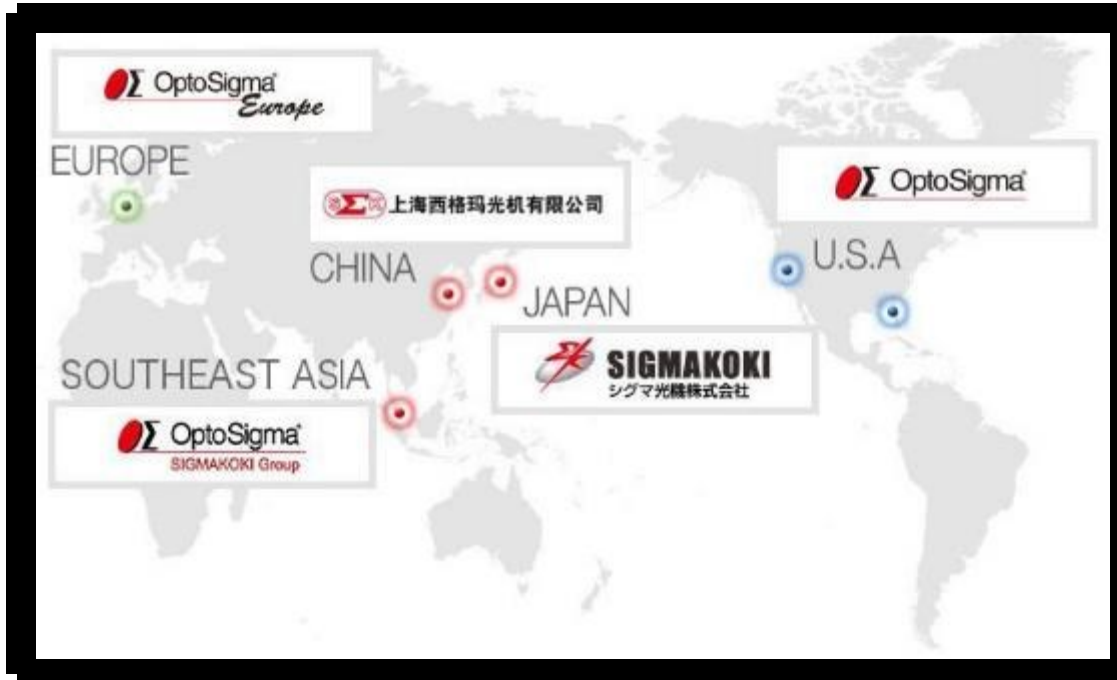 OptoSigma®
Europe
EUROPE
上海西格玛光机有限公司
CHINA
OptoSigma®
U.S.A
JAPAN
SIGMAKOKI
シグマ光機株式会社
SOUTHEAST ASIA
OptoSigma®
SIGMAKOKI Group